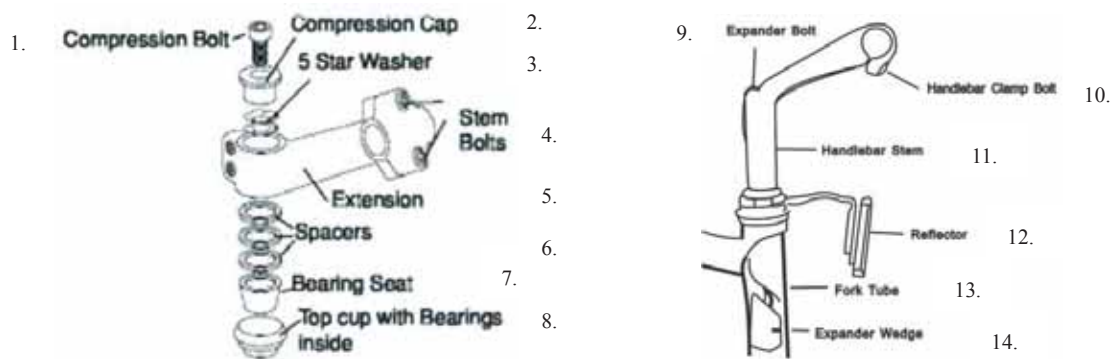 1.
Compression Bolt
Compression Cap
2.
5 Star Washer
3.
Stem
Bolts
4.
Extension
5.
Spacers
6.
Bearing Seat
7.
Top cup with Bearings
inside
8.
9.
Expander Bolt
Handlebar Clamp Bolt
10.
Handlebar Stem
11.
Reflector
12.
Fork Tube
13.
Expander Wedge
14.